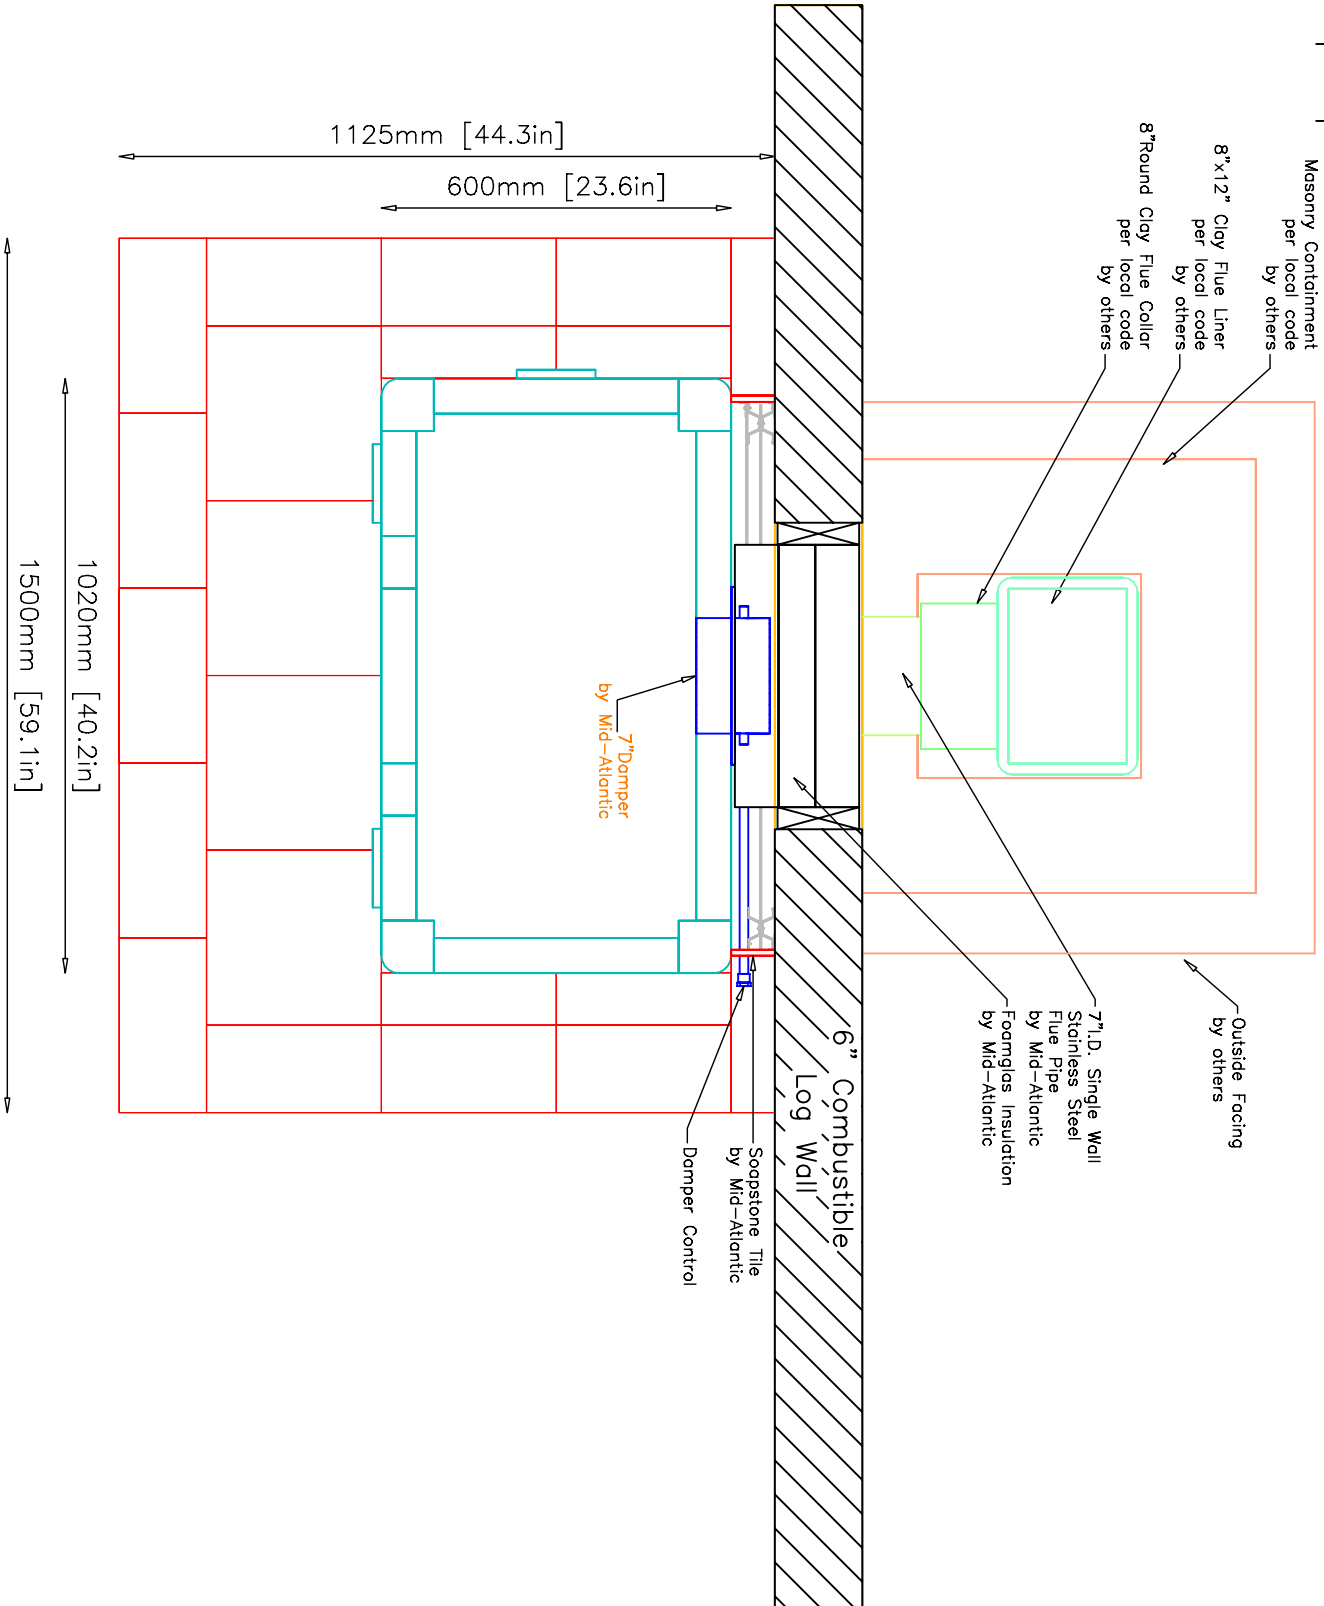 1125mm [44.3in]
600mm [23.6in]
Masonry Containment
per local code
by others
8"x12" Clay Flue Liner
per local code
by others
8"Round Clay Flue Collar
per local code
by others
7"Damper
by Mid-Atlantic
1020mm [40.2in]
1500mm [59.1in]
Outside Facing
by others
7"I.D. Single Wall
Stainless Steel
Flue Pipe
by Mid-Atlantic
Foamglas Insulation
by Mid-Atlantic
6" Combustible
Log Wall
Soapstone Tile
by Mid-Atlantic
Damper Control